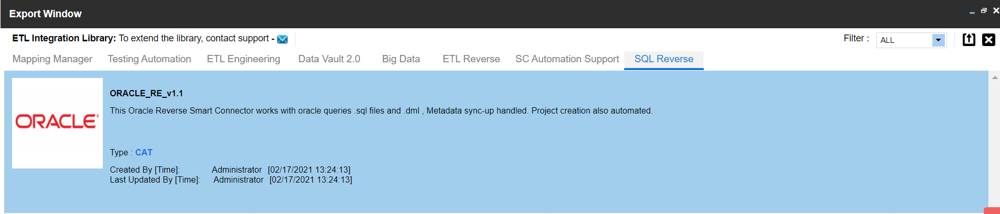 Export Window
ETL Integration Library: To extend the library, contact support -
Filter : ALL
Mapping Manager Testing Automation ETL Engineering Data Vault 2.0 Big Data ETL Reverse SC Automation Support SQL Reverse
ORACLE®
ORACLE_RE_v1.1
This Oracle Reverse Smart Connector works with oracle queries .sql files and .dml , Metadata sync-up handled. Project creation also automated.
Type : CAT
Created By [Time]: Administrator [02/17/2021 13:24:13]
Last Updated By [Time]: Administrator [02/17/2021 13:24:13]